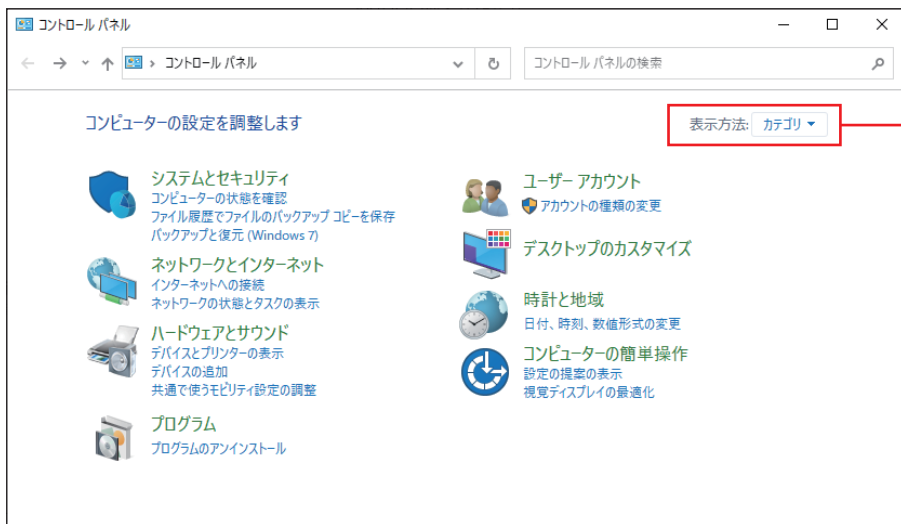 コントロール パネル
コントロール パネル
コントロール パネルの検索
コンピューターの設定を調整します
表示方法: カテゴリ
システムとセキュリティ
コンピューターの状態を確認
ファイル履歴でファイルのバックアップ コピーを保存
バックアップと復元 (Windows 7)
ネットワークとインターネット
インターネットへの接続
ネットワークの状態とタスクの表示
ハードウェアとサウンド
デバイスとプリンターの表示
デバイスの追加
共通で使うモビリティ設定の調整
プログラム
プログラムのアンインストール
ユーザー アカウント
アカウントの種類の変更
デスクトップのカスタマイズ
時計と地域
日付、時刻、数値形式の変更
コンピューターの簡単操作
設定の提案の表示
視覚ディスプレイの最適化